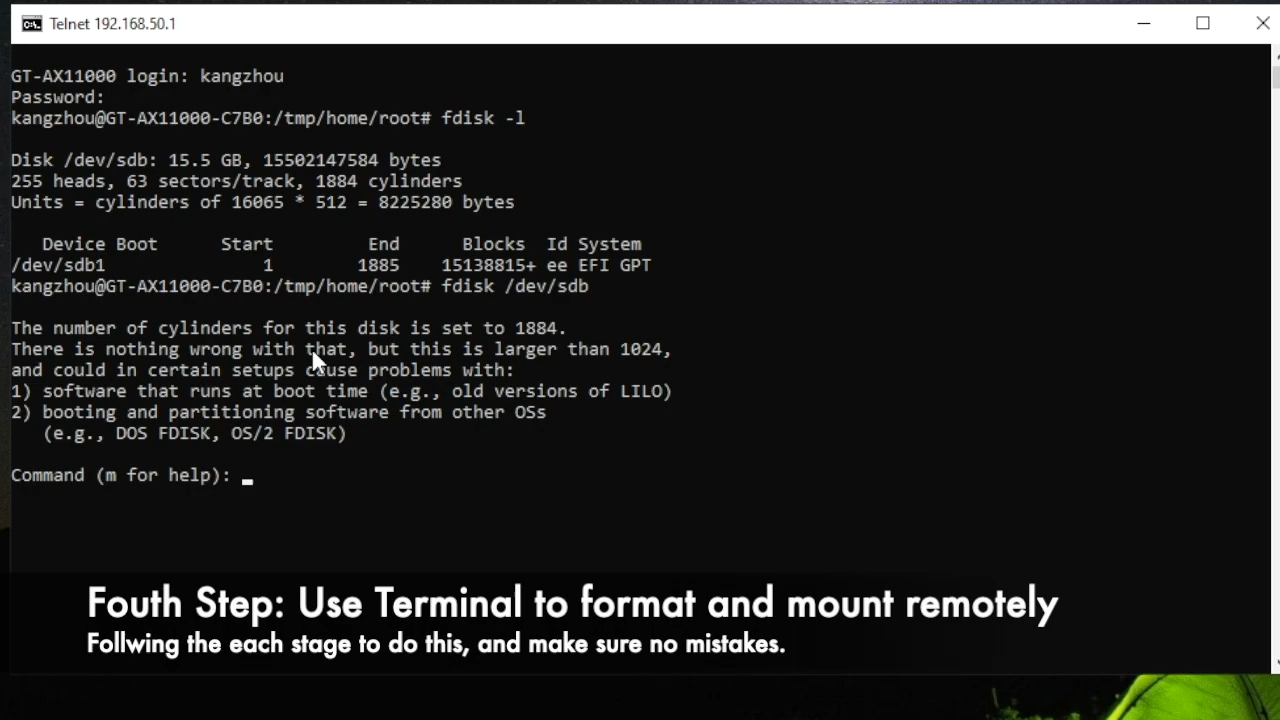 Telnet 192.168.50.1
GT-AX11000 login: kangzhou
Password:
kangzhou@GT-AX11000-C7B0:/tmp/home/root# fdisk -l
Disk /dev/sdb: 15.5 GB, 15502147584 bytes
255 heads, 63 sectors/track, 1884 cylinders
Units = cylinders of 16065 * 512 = 8225280 bytes
Device Boot Start End Blocks Id System
/dev/sdb1 1 1885 15138815+ ee EFI GPT
kangzhou@GT-AX11000-C7B0:/tmp/home/root# fdisk /dev/sdb
The number of cylinders for this disk is set to 1884.
There is nothing wrong with that, but this is larger than 1024,
and could in certain setups cause problems with:
1) software that runs at boot time (e.g., old versions of LILO)
2) booting and partitioning software from other OSs
(e.g., DOS FDISK, OS/2 FDISK)
Command (m for help):
Fouth Step: Use Terminal to format and mount remotely
Follwing the each stage to do this, and make sure no mistakes.